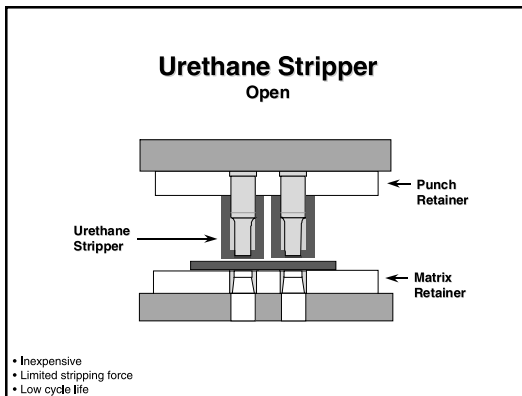 Urethane Stripper
Open
Punch
Retainer
Urethane
Stripper
Matrix
Retainer
• Inexpensive
• Limited stripping force
• Low cycle life